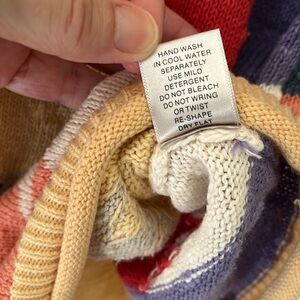 HAND WASH
IN COOL WATER
SEPARATELY
USE MILD
DETERGENT
DO NOT BLEACH
DO NOT WRING
OR TWIST
RE-SHAPE
DRY FLAT